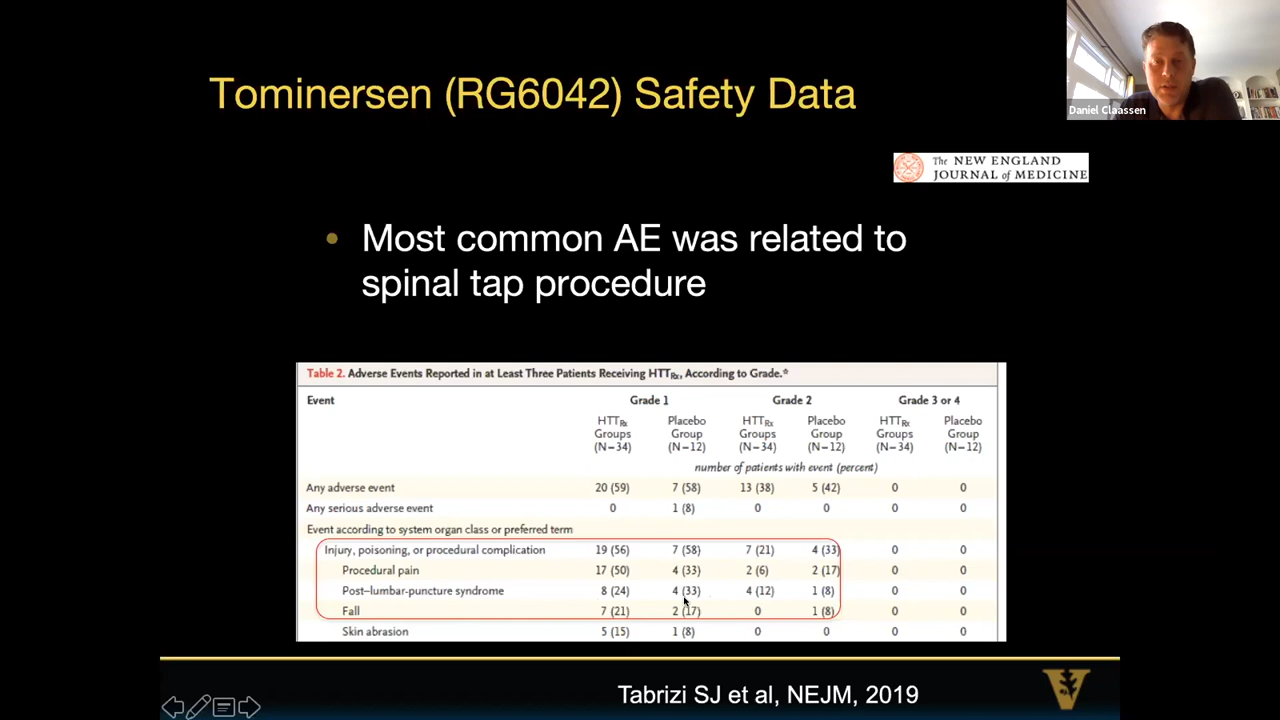 Tominersen (RG6042) Safety Data
Daniel Claassen
The NEW ENGLAND
JOURNAL of MEDICINE
• Most common AE was related to
spinal tap procedure
Table 2. Adverse Events Reported in at Least Three Patients Receiving HTTRx, According to Grade.*
Event Grade 1 Grade 2 Grade 3 or 4
HTTRx Placebo HTTRx Placebo HTTRx Placebo
Groups Group Groups Group Groups Group
(N=34) (N=12) (N=34) (N=12) (N=34) (N=12)
number of patients with event (percent)
Any adverse event 20 (59) 7 (58) 13 (38) 5 (42) 0 0
Any serious adverse event 0 1 (8) 0 0 0 0
Event according to system organ class or preferred term
Injury, poisoning, or procedural complication 19 (56) 7 (58) 7 (21) 4 (33) 0 0
Procedural pain 17 (50) 4 (33) 2 (6) 2 (17) 0 0
Post–lumbar-puncture syndrome 8 (24) 4 (33) 4 (12) 1 (8) 0 0
Fall 7 (21) 2 (17) 0 1 (8) 0 0
Skin abrasion 5 (15) 1 (8) 0 0 0 0
Tabrizi SJ et al, NEJM, 2019